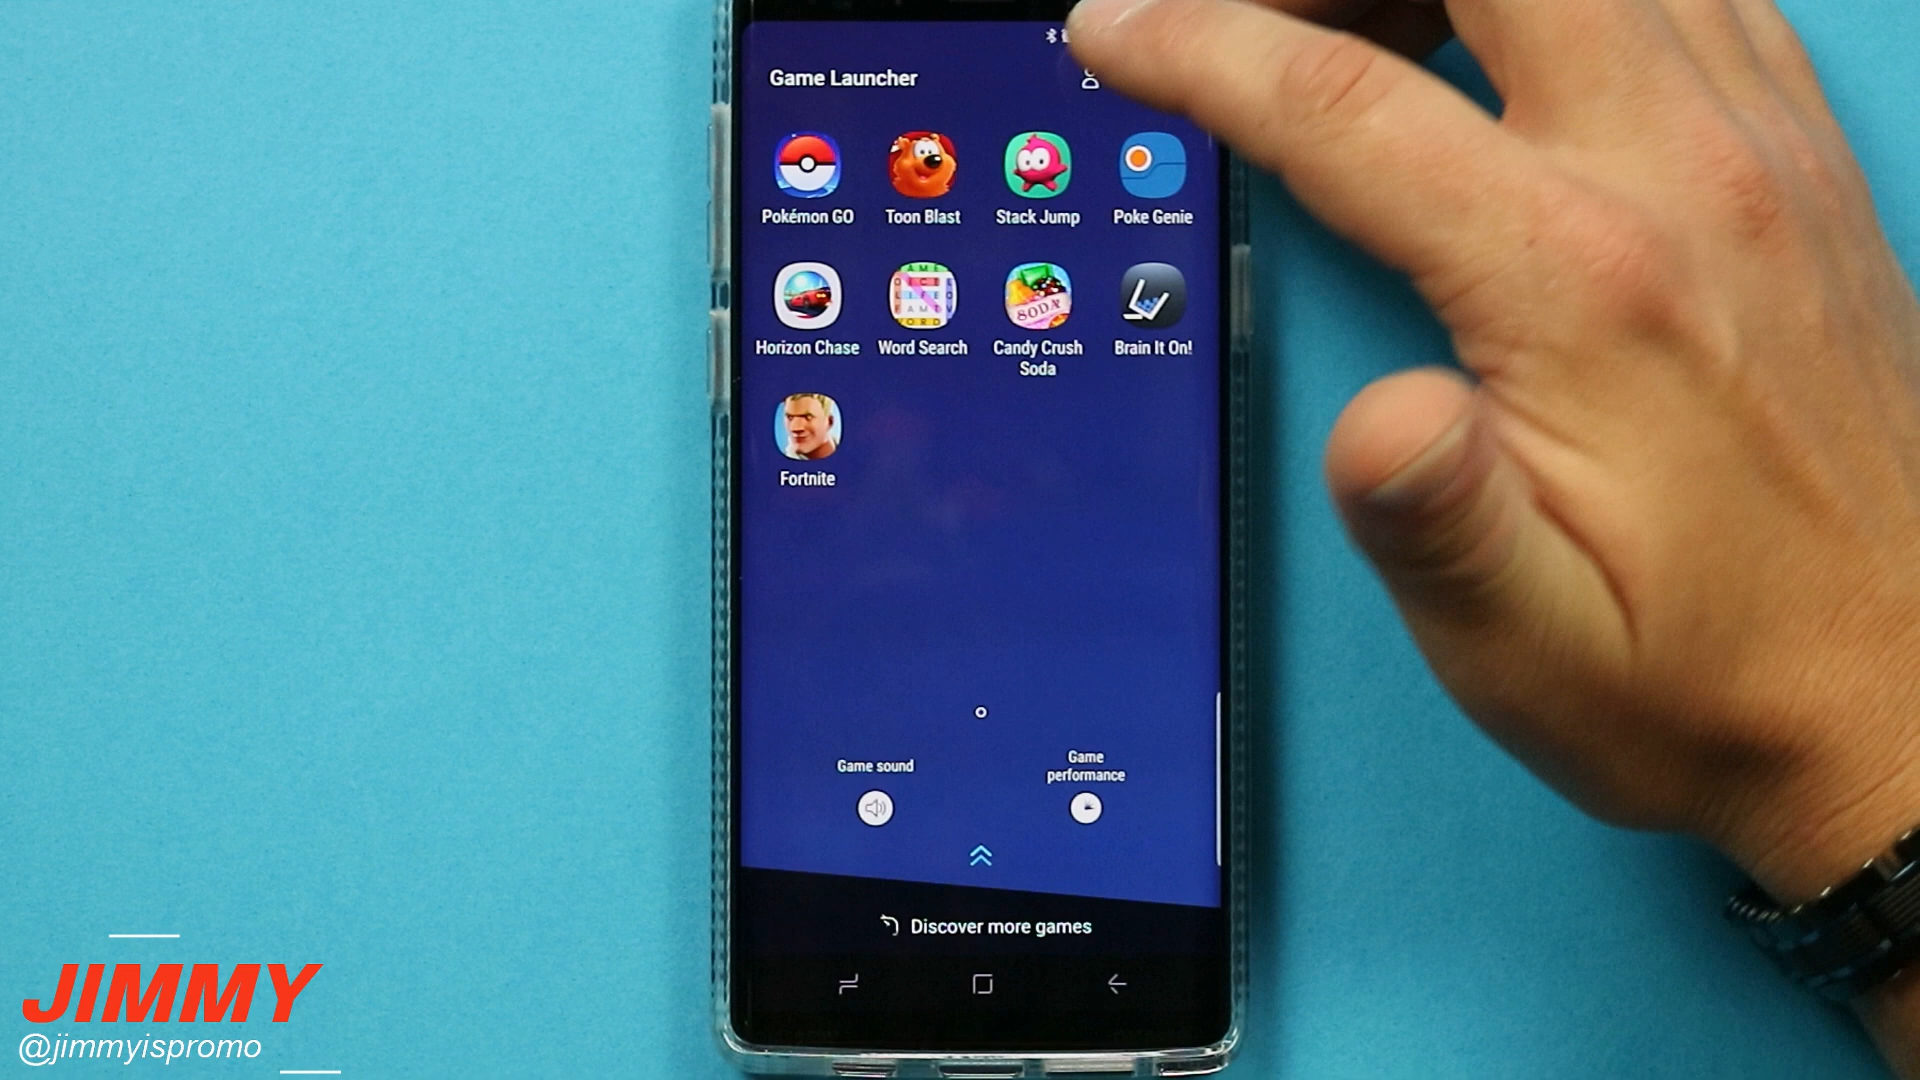 Game Launcher
Pokémon GO
Toon Blast
Stack Jump
Poke Genie
SODA
Horizon Chase
Word Search
Candy Crush
Soda
Brain It On!
Fortnite
Game sound
Game
performance
Discover more games
JIMMY
@jimmyispromo